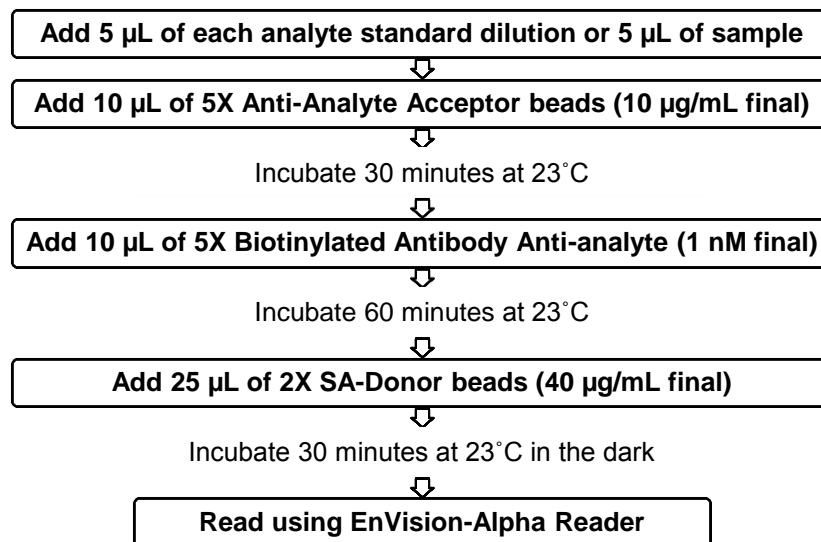 Add 5 µL of each analyte standard dilution or 5 µL of sample
Add 10 µL of 5X Anti-Analyte Acceptor beads (10 µg/mL final)
Incubate 30 minutes at 23˚C
Add 10 µL of 5X Biotinylated Antibody Anti-analyte (1 nM final)
Incubate 60 minutes at 23˚C
Add 25 µL of 2X SA-Donor beads (40 µg/mL final)
Incubate 30 minutes at 23˚C in the dark
Read using EnVision-Alpha Reader